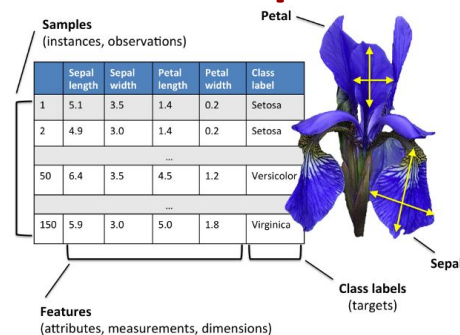 Petal
Samples
(instances, observations)
Sepal length Sepal width Petal length Petal width Class label
1 5.1 3.5 1.4 0.2 Setosa
2 4.9 3.0 1.4 0.2 Setosa
...
50 6.4 3.5 4.5 1.2 Versicolor
...
150 5.9 3.0 5.0 1.8 Virginica
Sepal
Class labels
(targets)
Features
(attributes, measurements, dimensions)